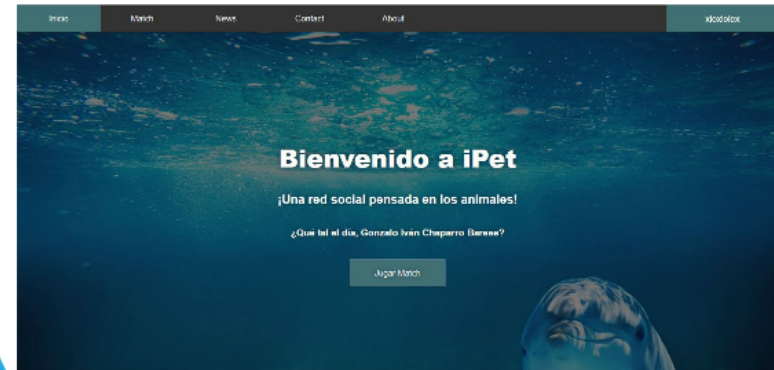 Inicio Match News Contact About xloxdolox
Bienvenido a iPet
¡Una red social pensada en los animales!
¿Qué tal el día, Gonzalo Iván Chaparro Barese?
Jugar Match